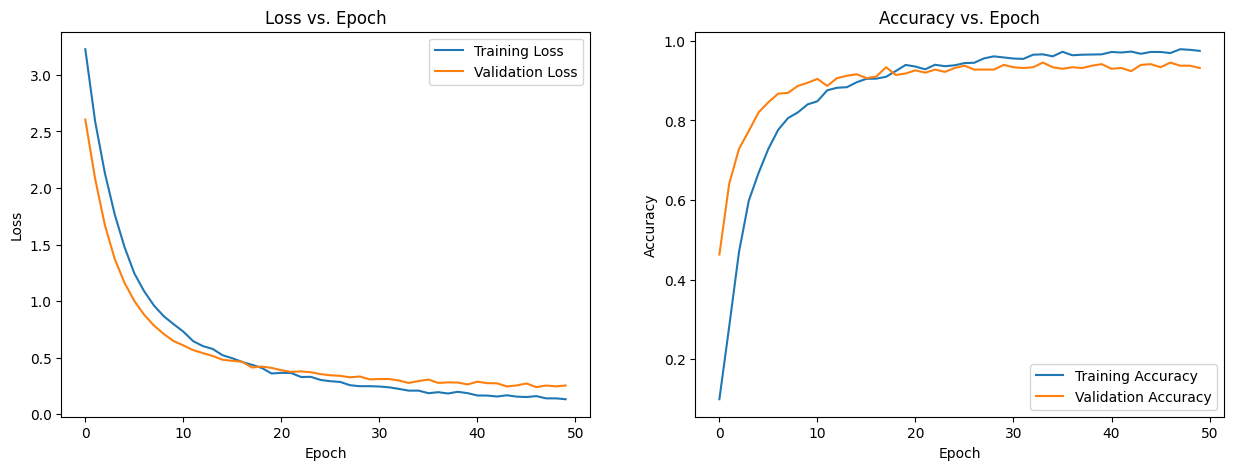 Loss vs. Epoch
3.0
2.5
2.0
1.5
1.0
0.5
0.0
Loss
0 10 20 30 40 50
Epoch
Training Loss
Validation Loss
Accuracy vs. Epoch
1.0
0.8
0.6
0.4
0.2
Accuracy
0 10 20 30 40 50
Epoch
Training Accuracy
Validation Accuracy